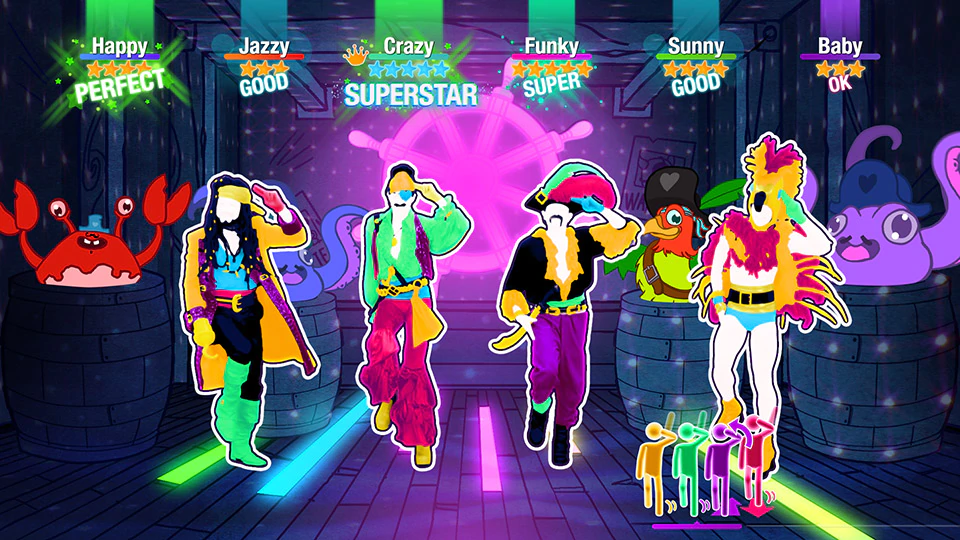 Happy
PERFECT
Jazzy
GOOD
Crazy
SUPERSTAR
Funky
SUPER
Sunny
GOOD
Baby
OK